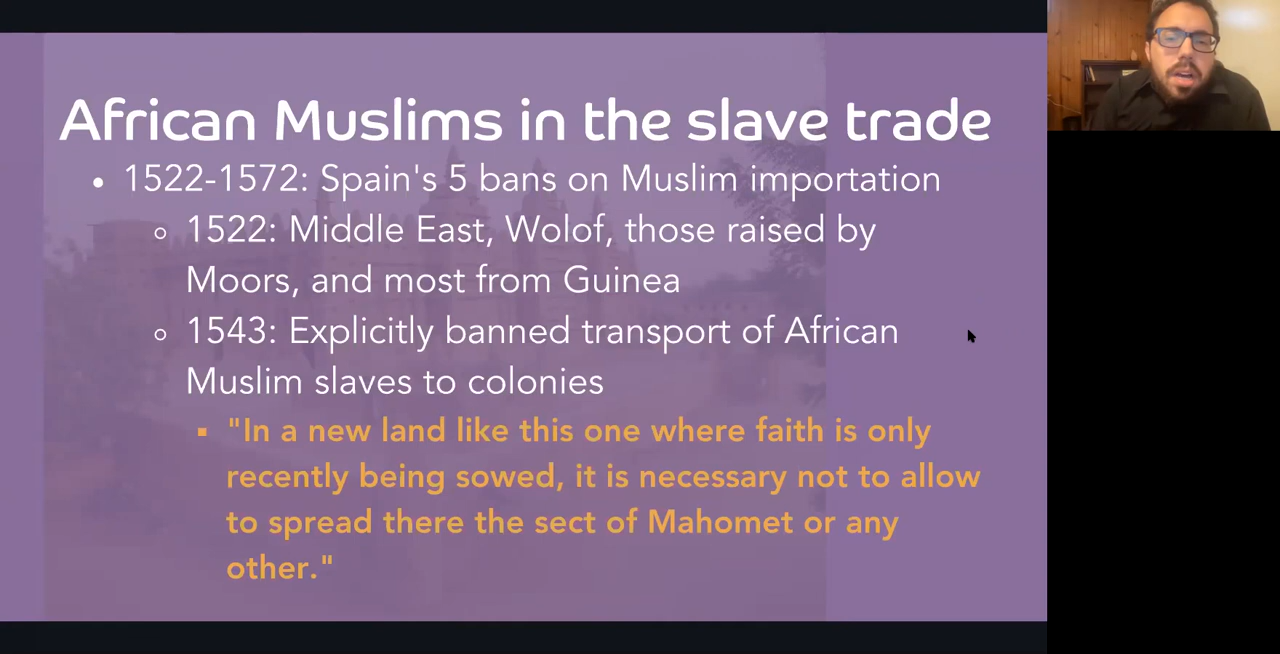 African Muslims in the slave trade
• 1522-1572: Spain's 5 bans on Muslim importation
◦ 1522: Middle East, Wolof, those raised by
Moors, and most from Guinea
◦ 1543: Explicitly banned transport of African
Muslim slaves to colonies
▪ "In a new land like this one where faith is only
recently being sowed, it is necessary not to allow
to spread there the sect of Mahomet or any
other."